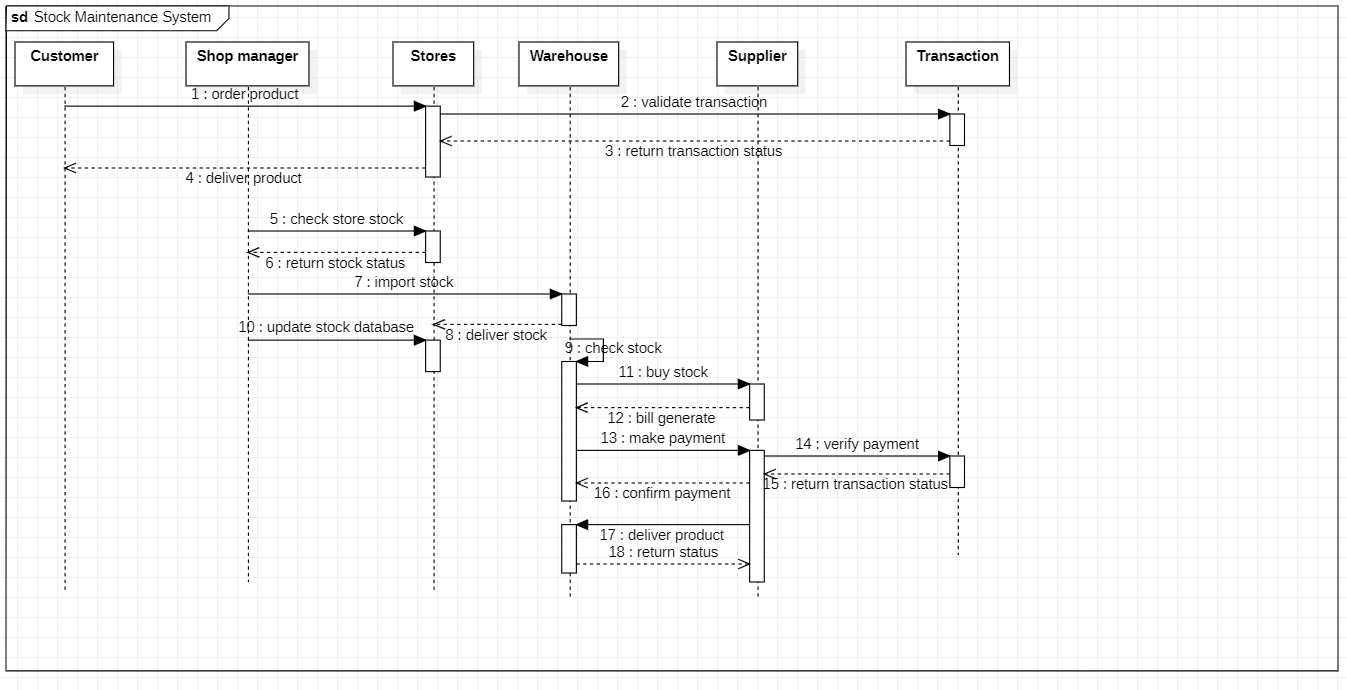 sd Stock Maintenance System
Customer
Shop manager
Stores
Warehouse
Supplier
Transaction
1 : order product
2 : validate transaction
3 : return transaction status
4 : deliver product
5 : check store stock
6 : return stock status
7 : import stock
10 : update stock database
8 : deliver stock
9 : check stock
11 : buy stock
12 : bill generate
13 : make payment
14 : verify payment
15 : return transaction status
16 : confirm payment
17 : deliver product
18 : return status